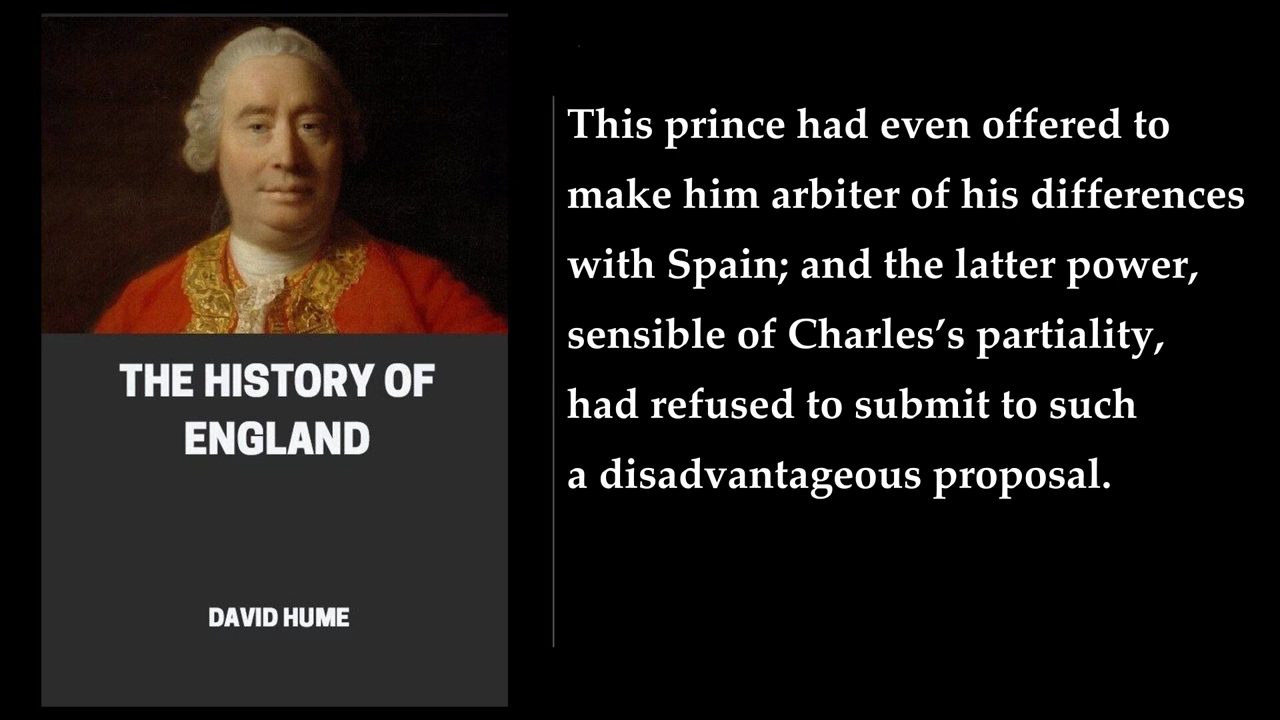 THE HISTORY OF
ENGLAND
DAVID HUME
This prince had even offered to
make him arbiter of his differences
with Spain; and the latter power,
sensible of Charles’s partiality,
had refused to submit to such
a disadvantageous proposal.